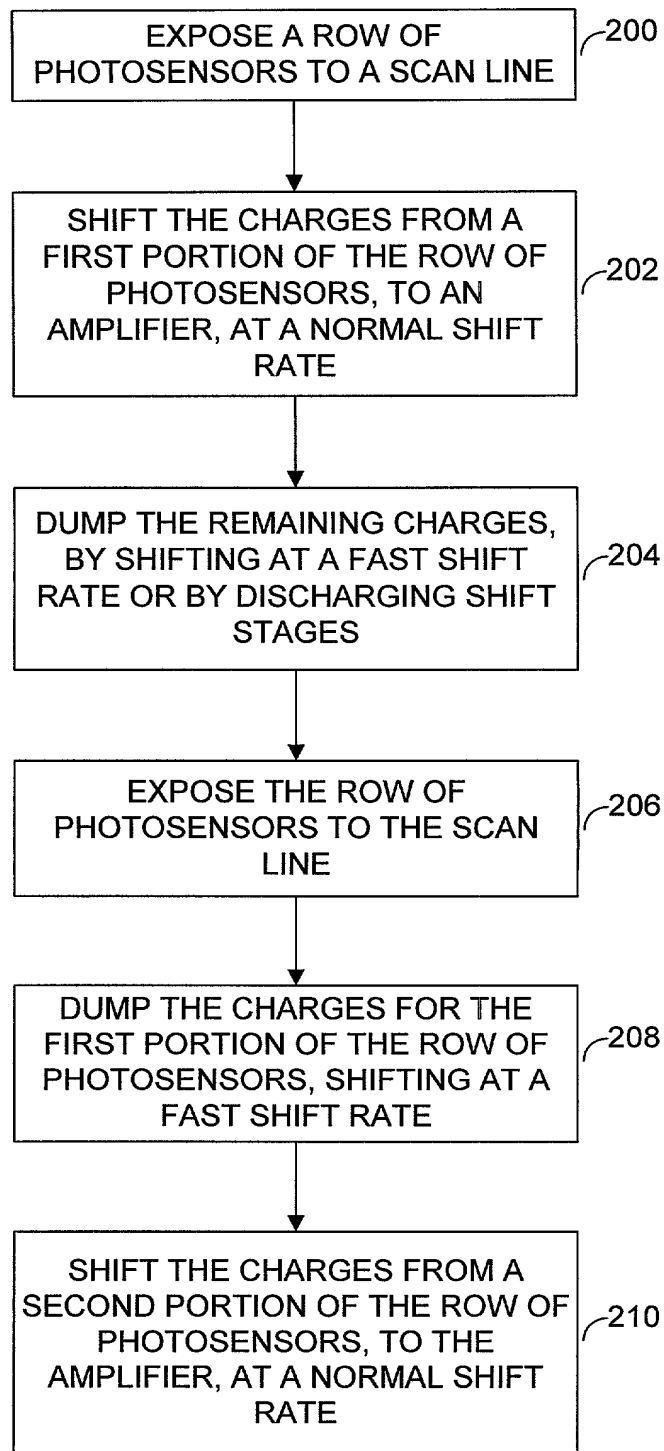 EXPOSE A ROW OF
PHOTOSENSORS TO A SCAN LINE
200
SHIFT THE CHARGES FROM A
FIRST PORTION OF THE ROW OF
PHOTOSENSORS, TO AN
AMPLIFIER, AT A NORMAL SHIFT
RATE
202
DUMP THE REMAINING CHARGES,
BY SHIFTING AT A FAST SHIFT
RATE OR BY DISCHARGING SHIFT
STAGES
204
EXPOSE THE ROW OF
PHOTOSENSORS TO THE SCAN
LINE
206
DUMP THE CHARGES FOR THE
FIRST PORTION OF THE ROW OF
PHOTOSENSORS, SHIFTING AT A
FAST SHIFT RATE
208
SHIFT THE CHARGES FROM A
SECOND PORTION OF THE ROW OF
PHOTOSENSORS, TO THE
AMPLIFIER, AT A NORMAL SHIFT
RATE
210